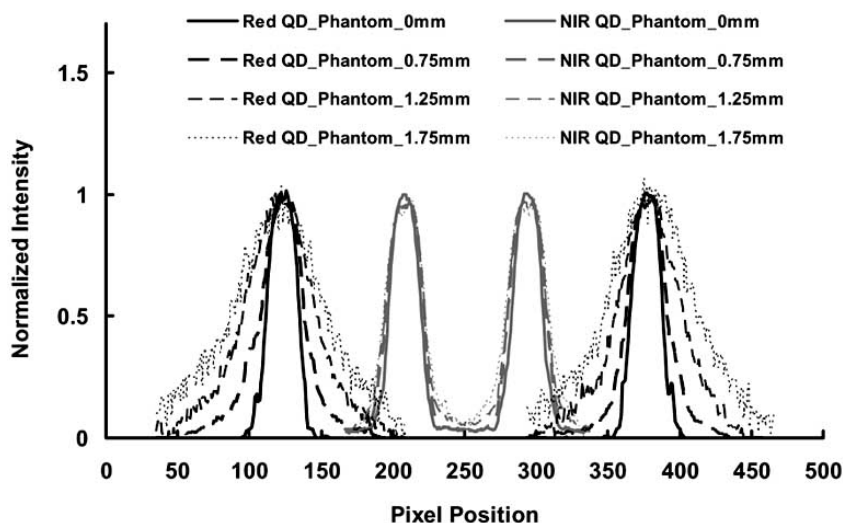 Red QD_Phantom_0mm NIR QD_Phantom_0mm
Red QD_Phantom_0.75mm NIR QD_Phantom_0.75mm
Red QD_Phantom_1.25mm NIR QD_Phantom_1.25mm
Red QD_Phantom_1.75mm NIR QD_Phantom_1.75mm
Normalized Intensity
1.5
1
0.5
0
0 50 100 150 200 250 300 350 400 450 500
Pixel Position